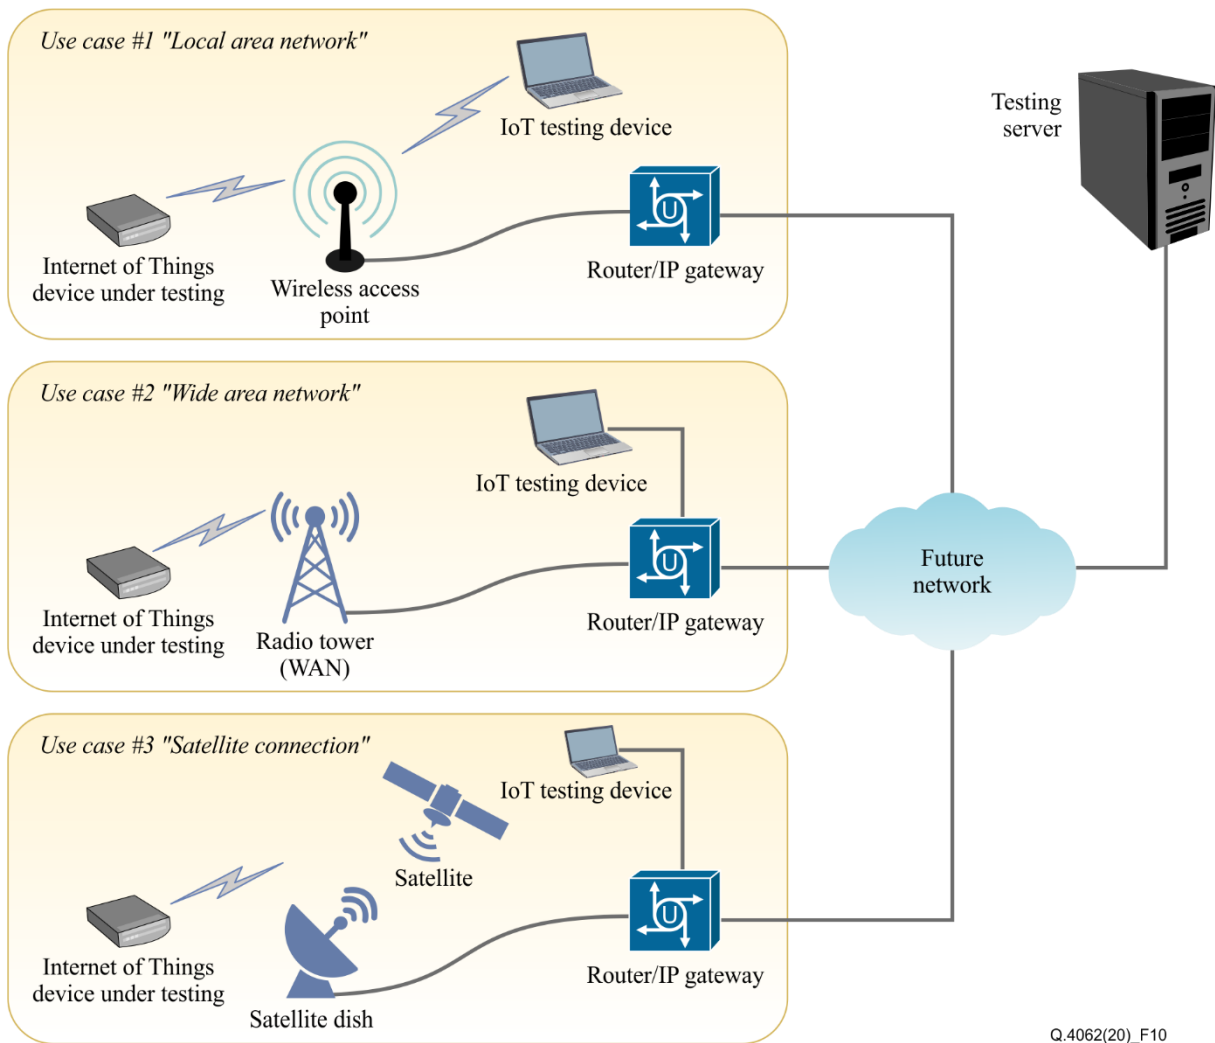 Use case #1 "Local area network"
IoT testing device
Testing
server
Internet of Things
device under testing
Wireless access
point
U
Router/IP gateway
Use case #2 "Wide area network"
IoT testing device
Internet of Things
device under testing
Radio tower
(WAN)
U
Router/IP gateway
Future
network
Use case #3 "Satellite connection"
IoT testing device
Satellite
Internet of Things
device under testing
Satellite dish
U
Router/IP gateway
Q.4062(20)_F10